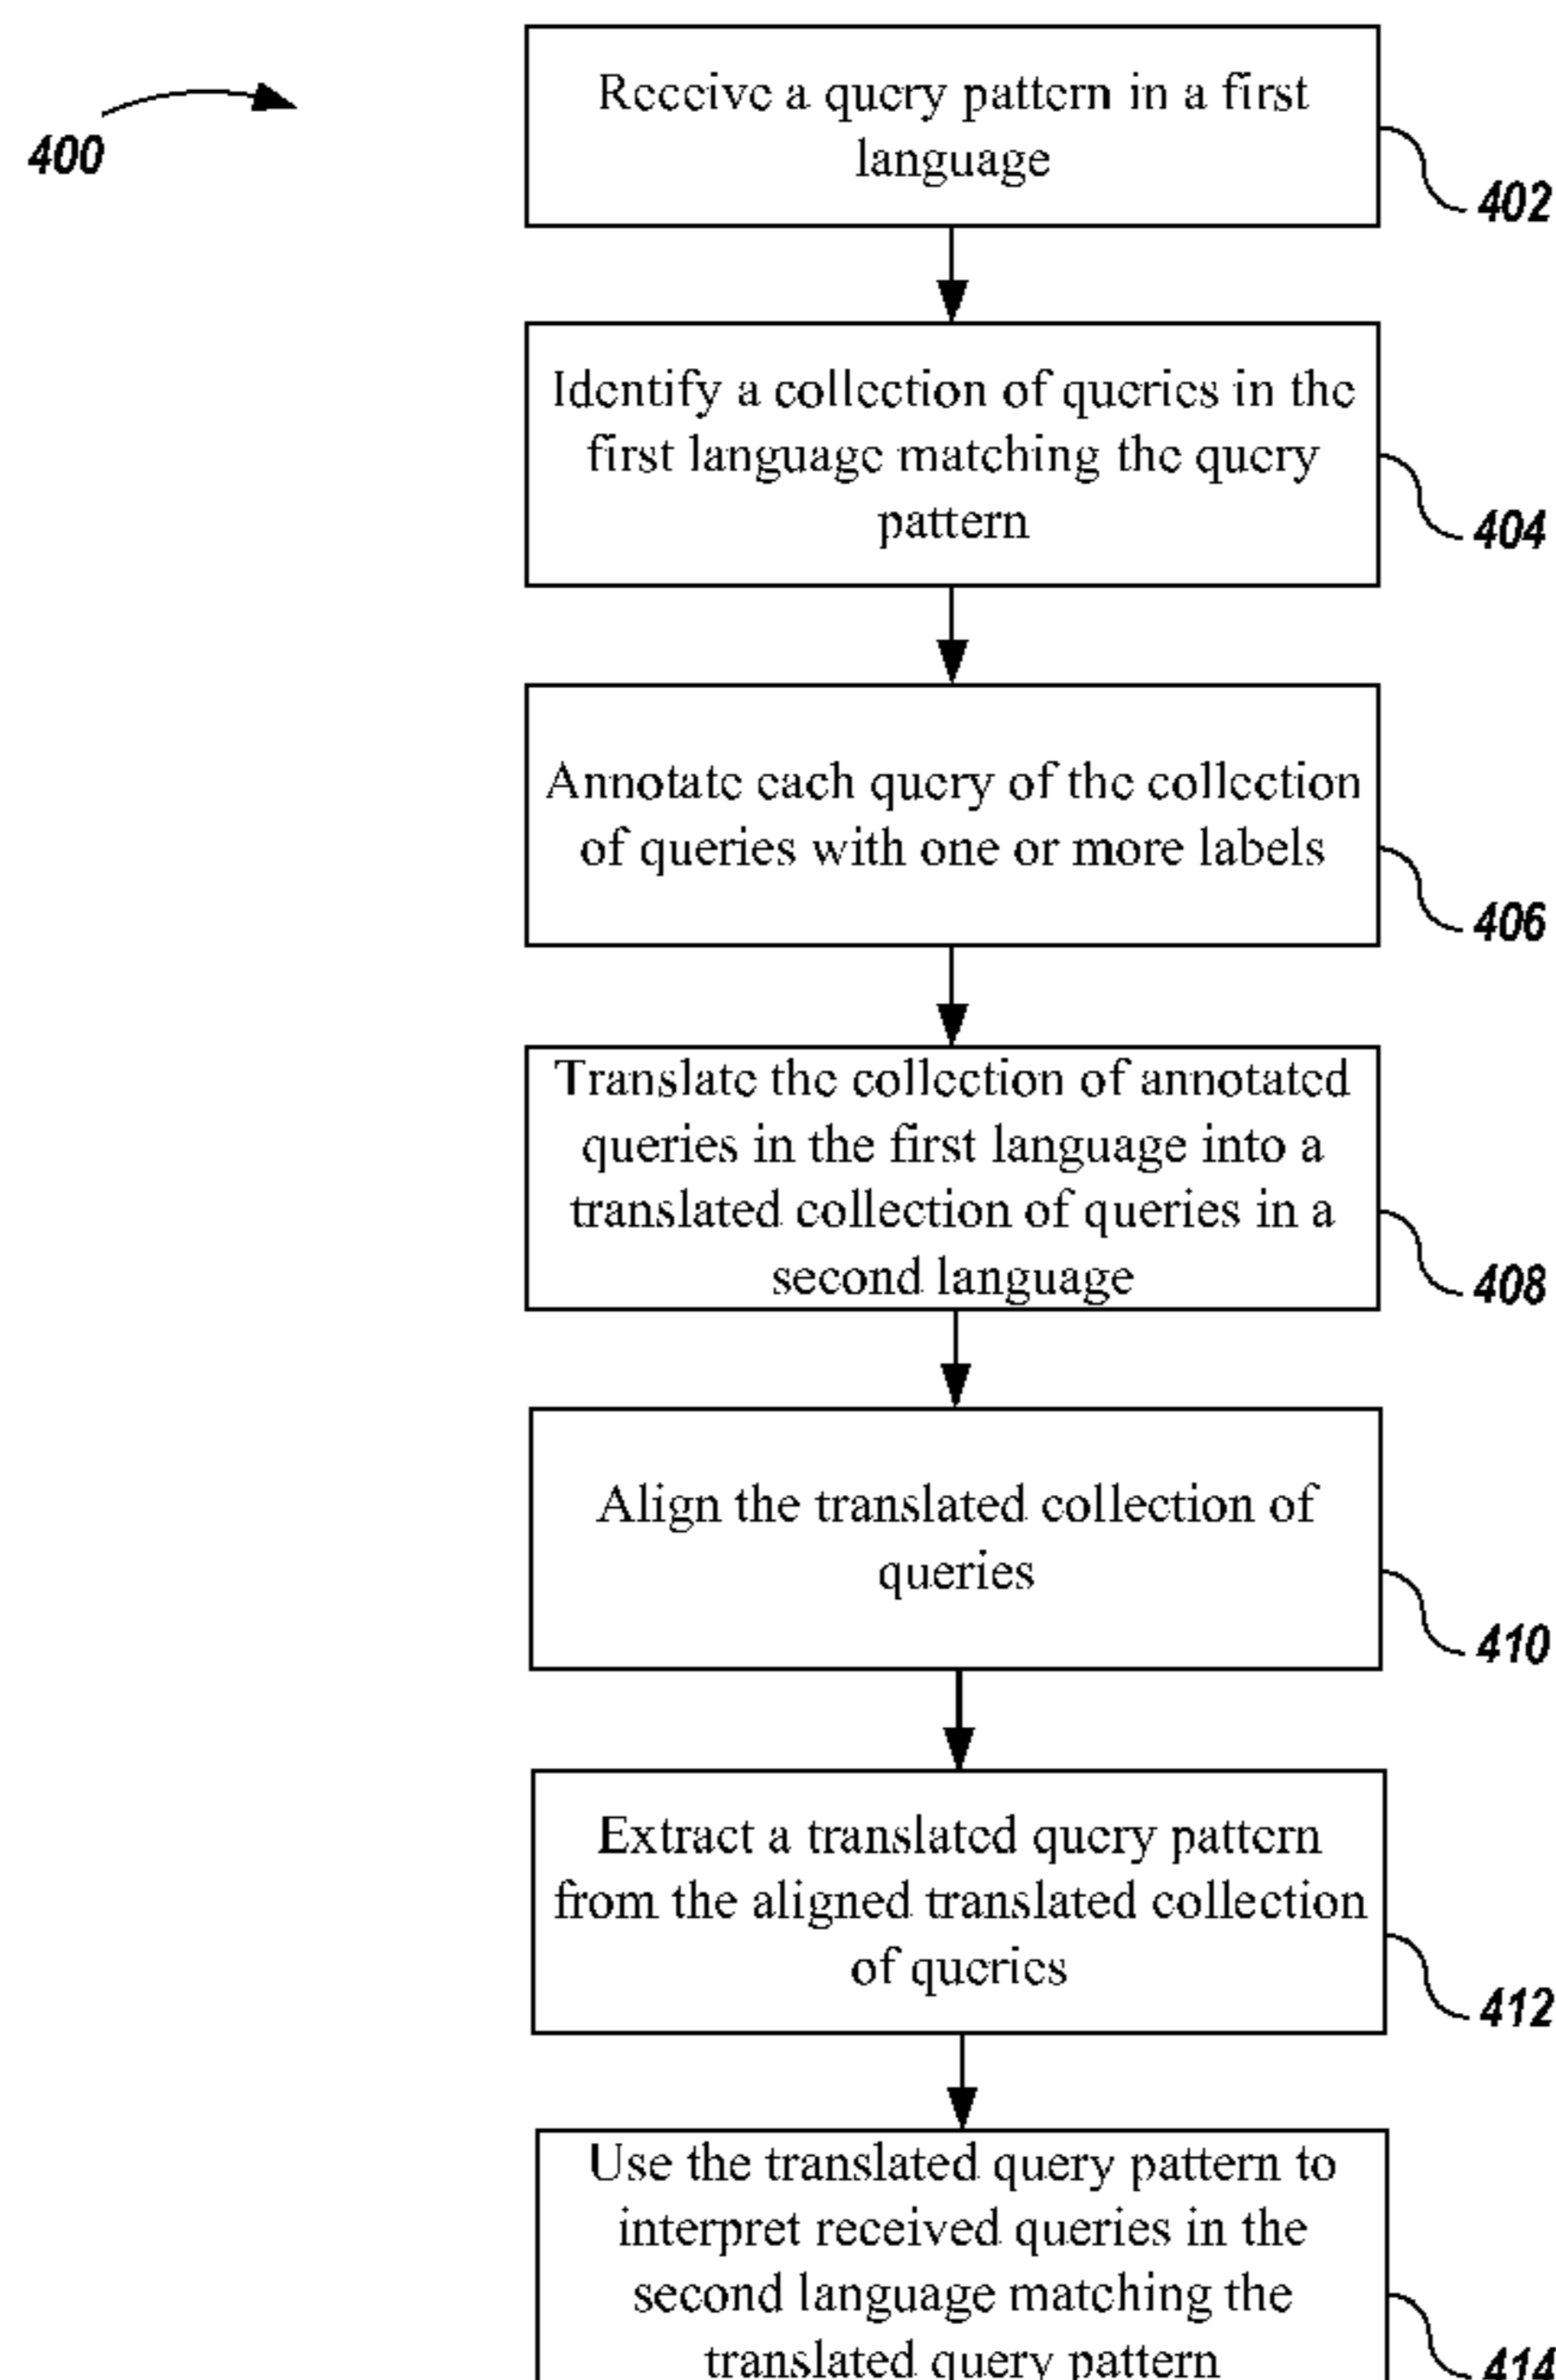 400
Receive a query pattern in a first
language
402
Identify a collection of queries in the
first language matching the query
pattern
404
Annotate each query of the collection
of queries with one or more labels
406
Translate the collection of annotated
queries in the first language into a
translated collection of queries in a
second language
408
Align the translated collection of
queries
410
Extract a translated query pattern
from the aligned translated collection
of queries
412
Use the translated query pattern to
interpret received queries in the
second language matching the
translated query pattern
414